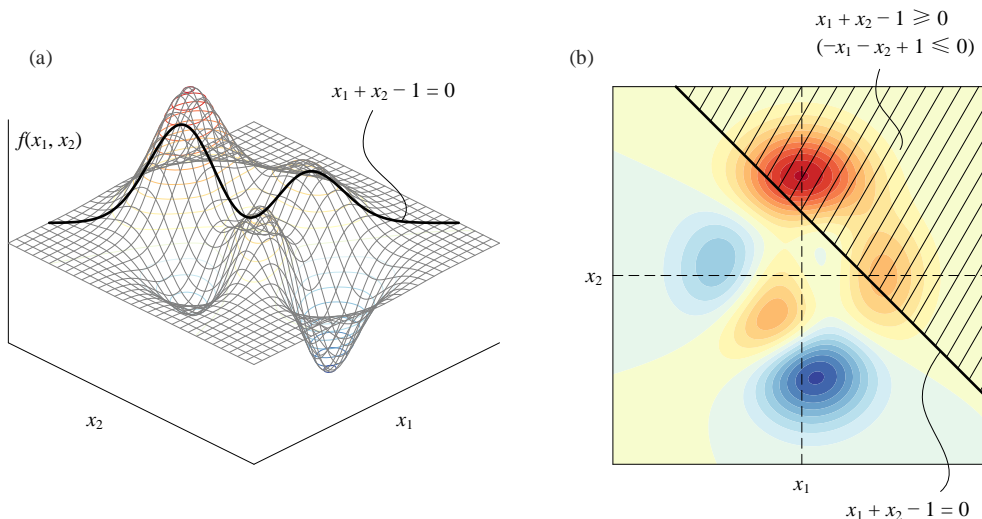 (a)
x₁ + x₂ − 1 = 0
f(x₁, x₂)
x₂
x₁
(b)
x₁ + x₂ − 1 ⩾ 0
(−x₁ − x₂ + 1 ⩽ 0)
x₂
x₁
x₁ + x₂ − 1 = 0